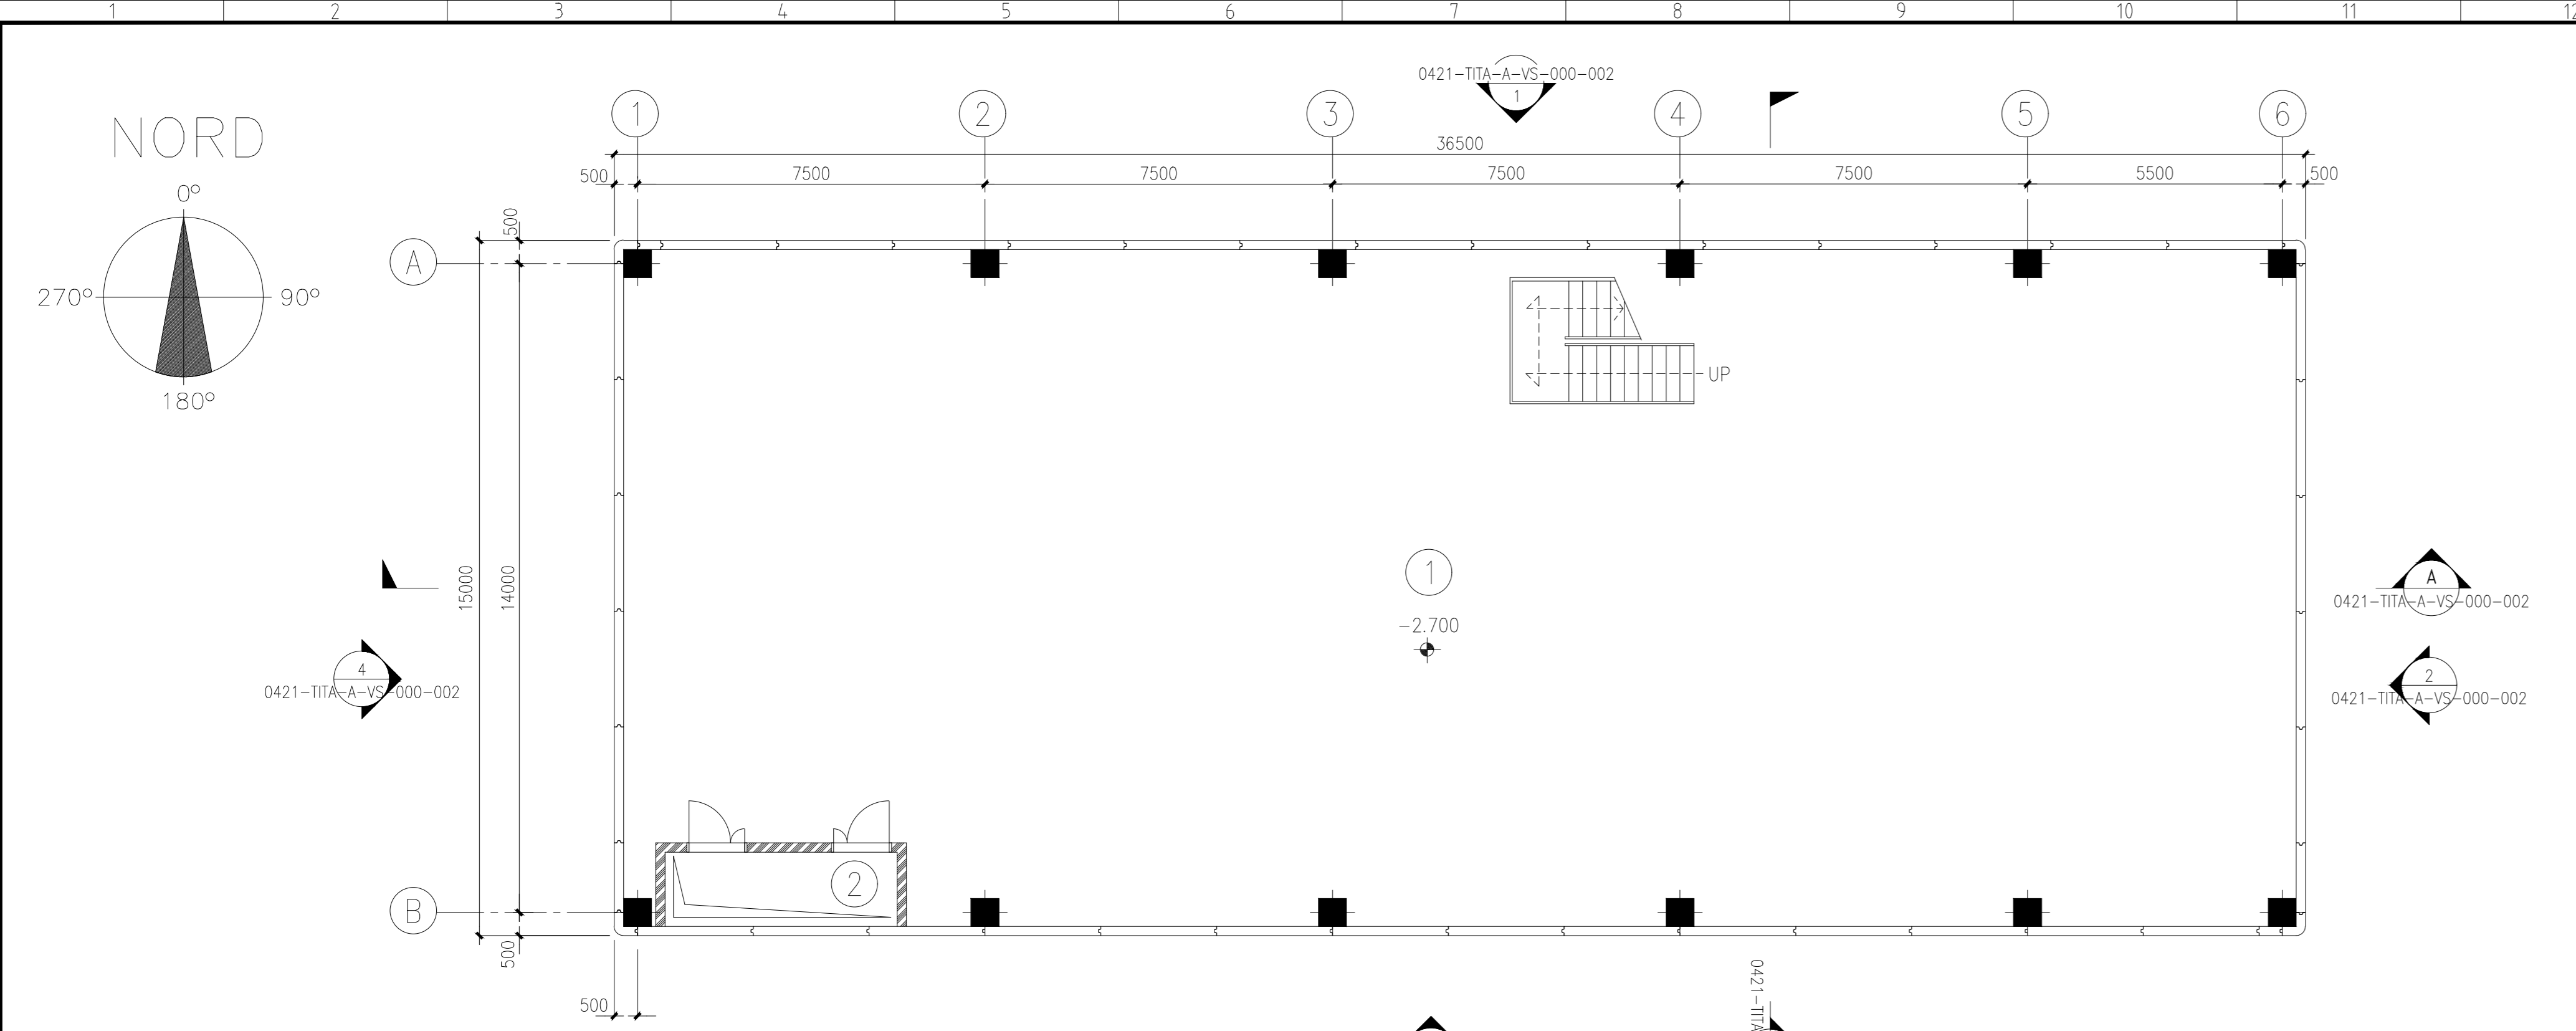 1 2 3 4 5 6 7 8 9 10 11
0421-TITA-A-VS-000-002
1
NORD
1 2 3 4 5 6
36500
500 7500 7500 7500 7500 5500 500
0°
270° 90°
180°
500
A
UP
15000
14000
1
-2.700
A
0421-TITA-A-VS-000-002
4
0421-TITA-A-VS-000-002
2
0421-TITA-A-VS-000-002
2
B
500
500